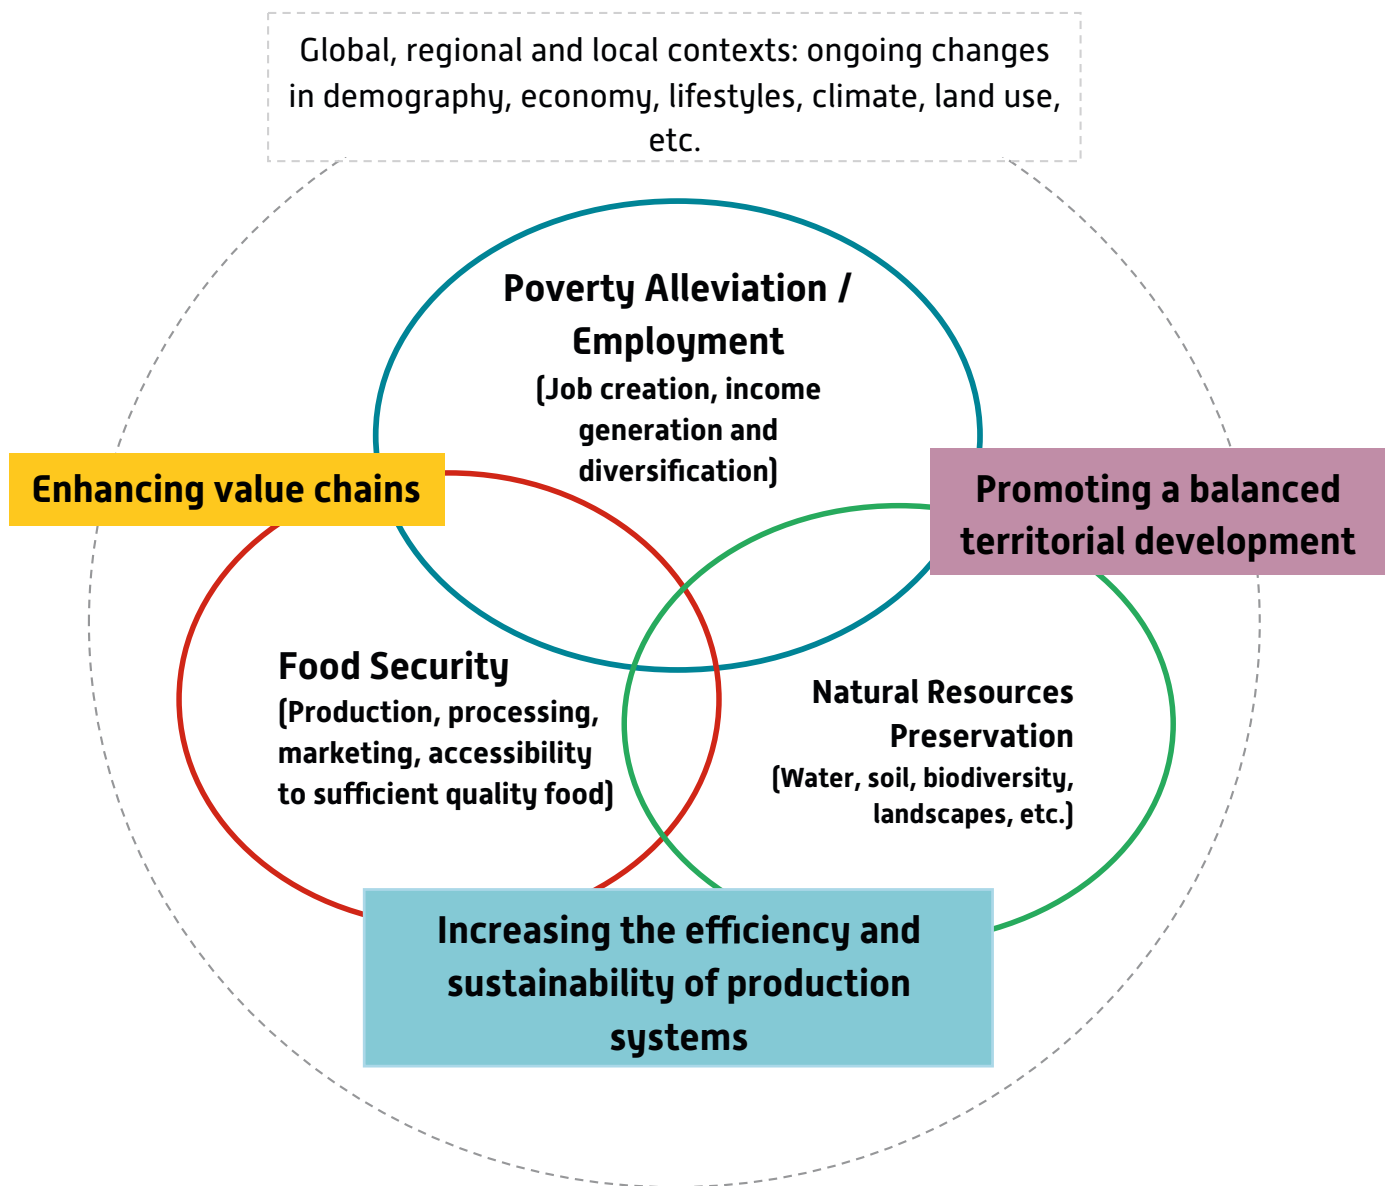 Global, regional and local contexts: ongoing changes
in demography, economy, lifestyles, climate, land use,
etc.
Poverty Alleviation /
Employment
(Job creation, income
generation and
diversification)
Enhancing value chains
Promoting a balanced
territorial development
Food Security
(Production, processing,
marketing, accessibility
to sufficient quality food)
Natural Resources
Preservation
(Water, soil, biodiversity,
landscapes, etc.)
Increasing the efficiency and
sustainability of production
systems